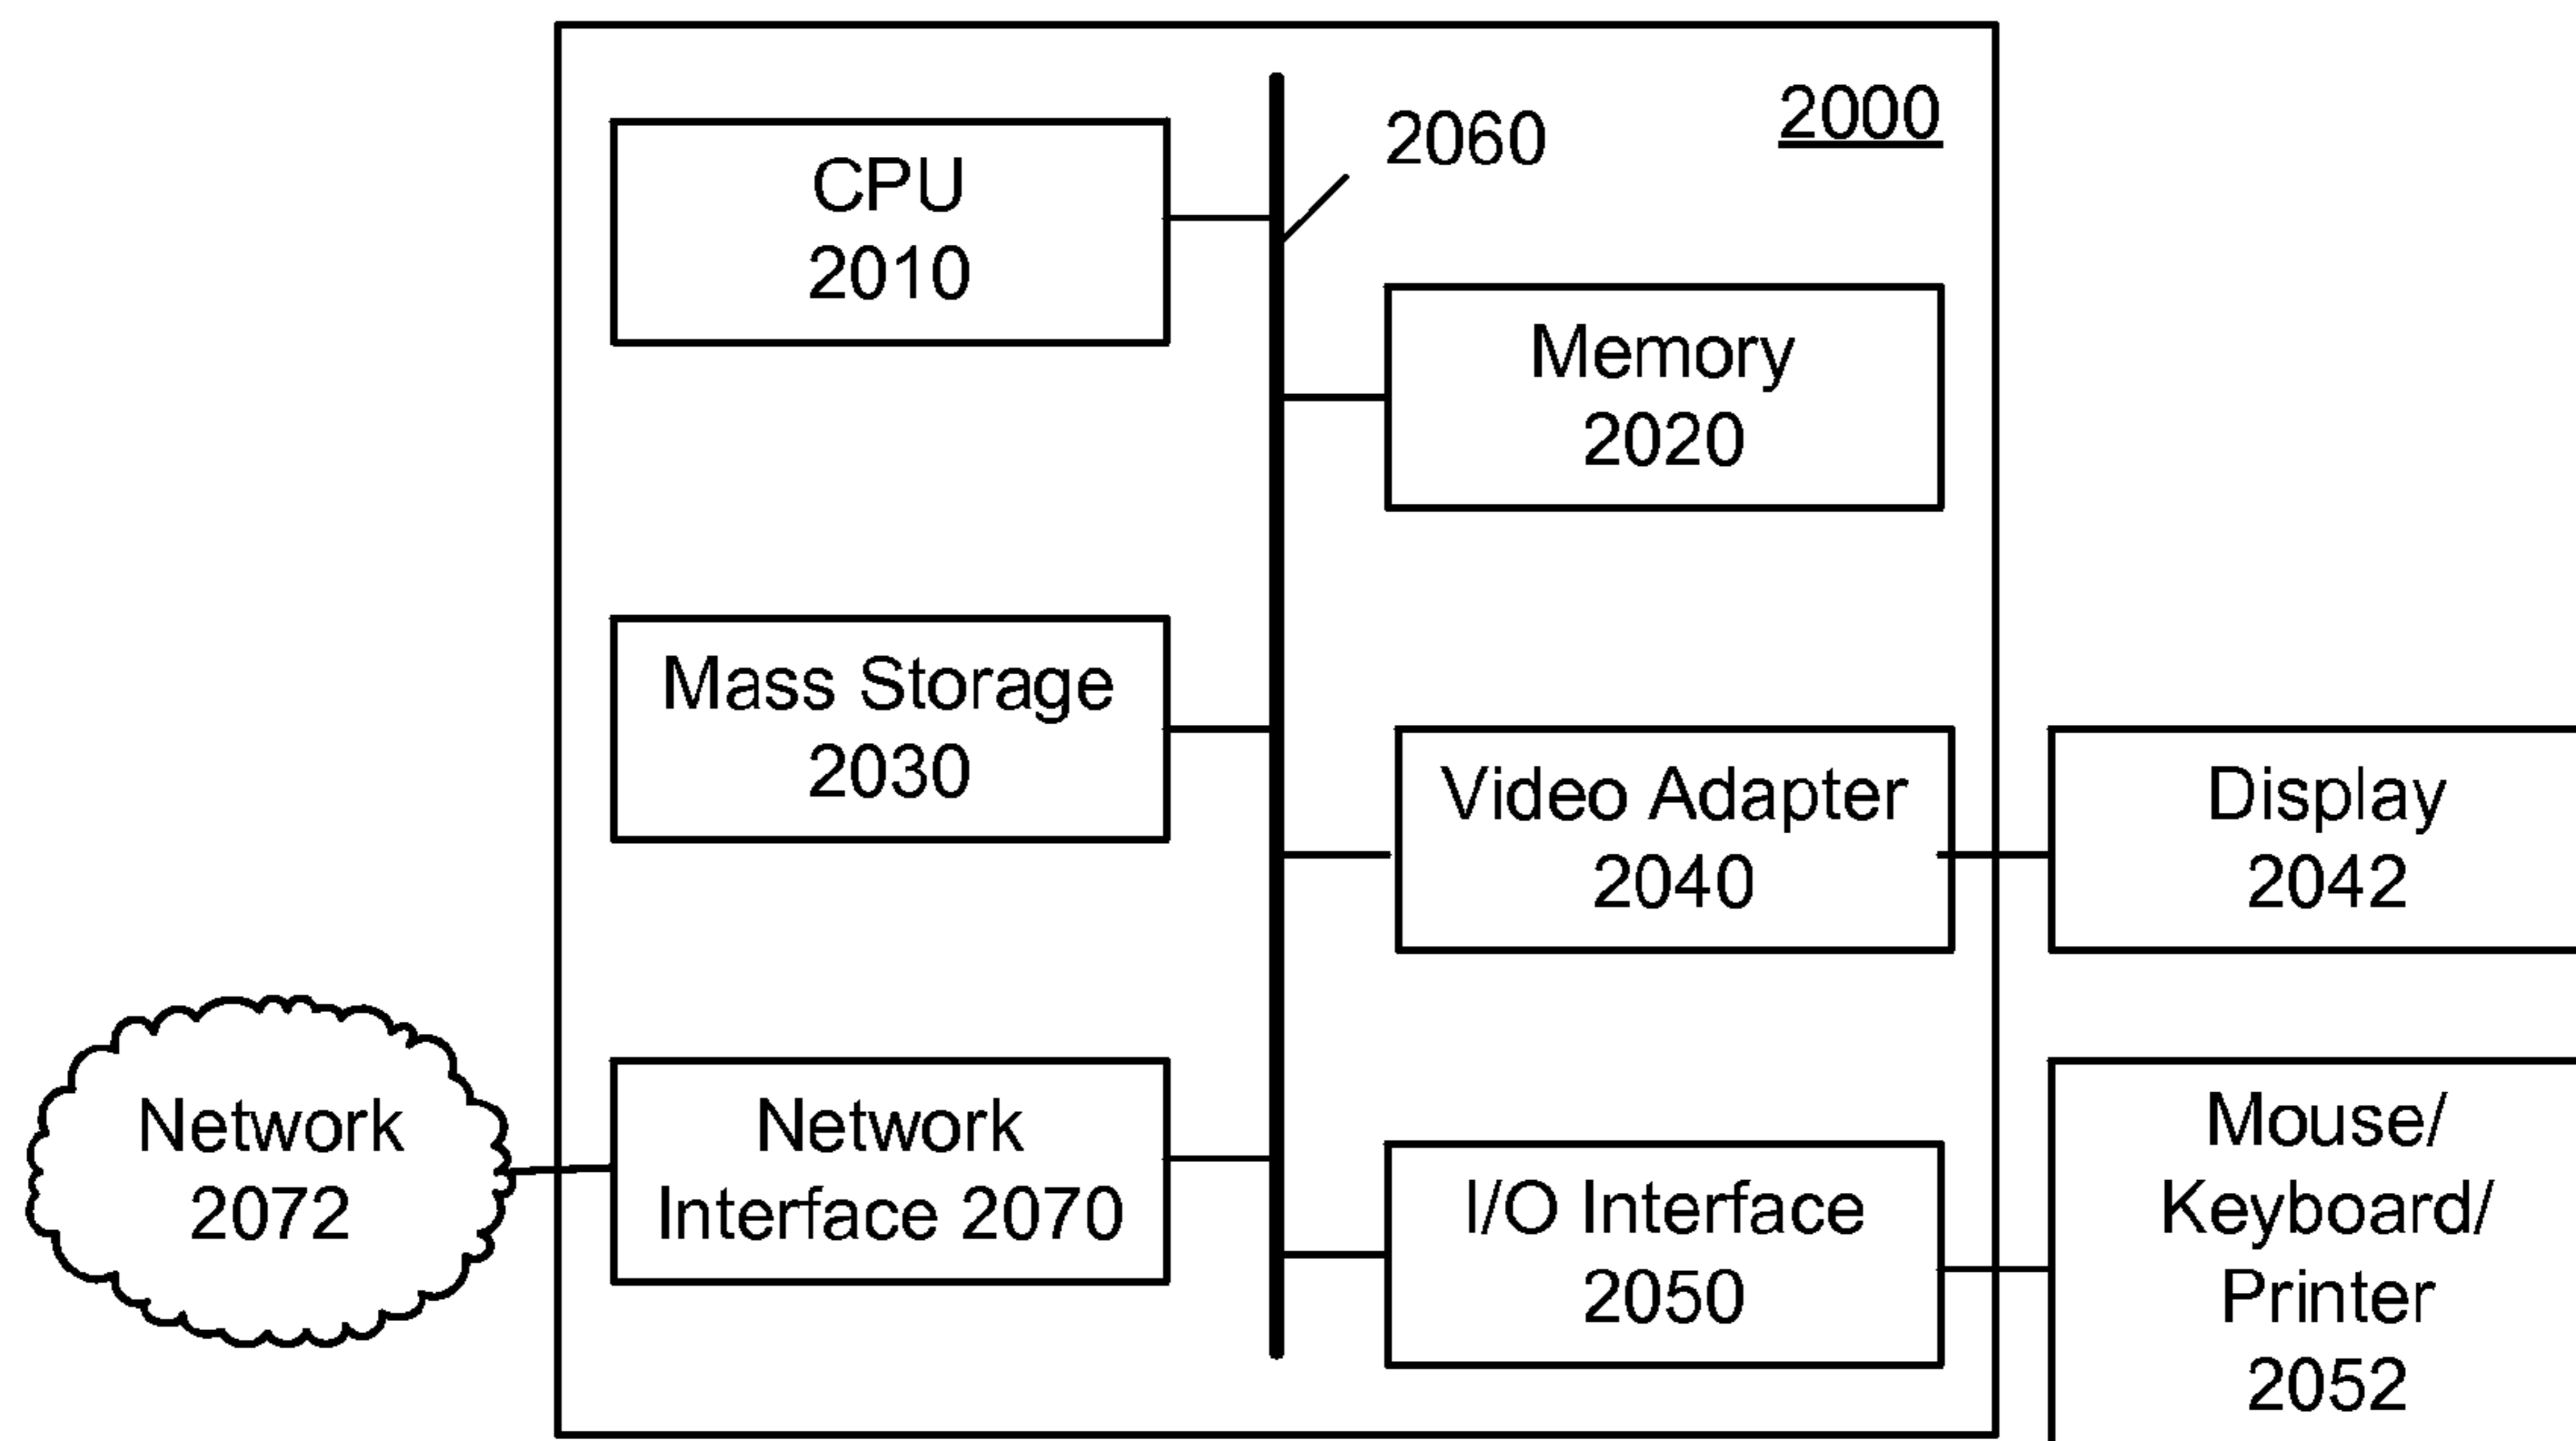 2000
2060
CPU
2010
Memory
2020
Mass Storage
2030
Video Adapter
2040
Display
2042
Network
2072
Network
Interface 2070
I/O Interface
2050
Mouse/
Keyboard/
Printer
2052